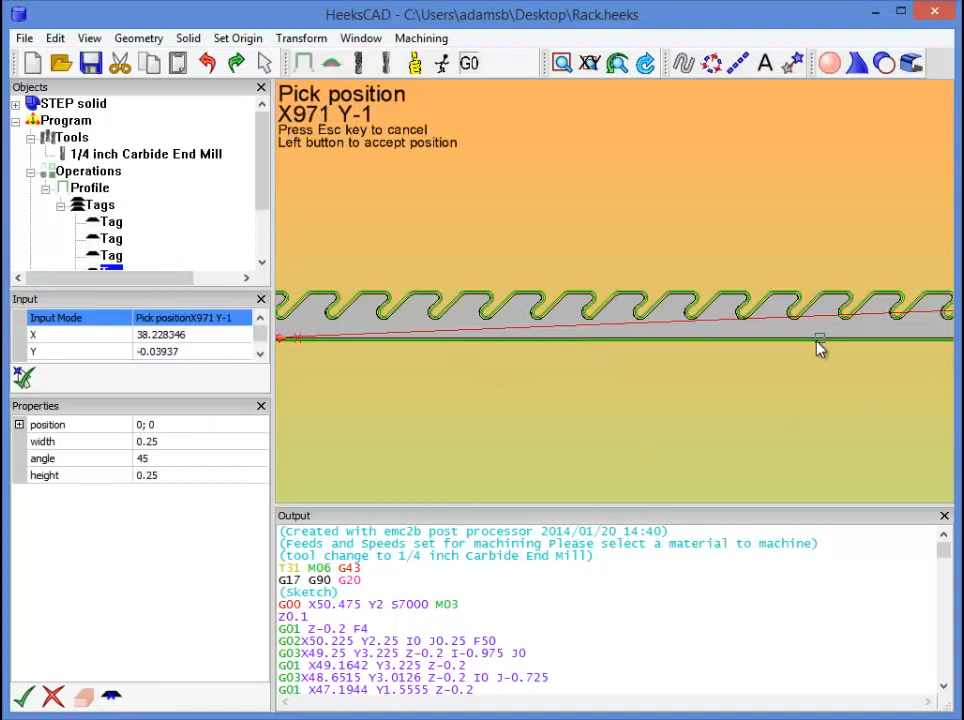 HeeksCAD - C:\Users\adamsb\Desktop\Rack.heeks
File Edit View Geometry Solid Set Origin Transform Window Machining
G0
Objects
STEP solid
Program
Tools
1/4 inch Carbide End Mill
Operations
Profile
Tags
Tag
Tag
Tag
Input
Input Mode Pick positionX971 Y-1
X 38.228346
Y -0.03937
Properties
position 0; 0
width 0.25
angle 45
height 0.25
Pick position
X971 Y-1
Press Esc key to cancel
Left button to accept position
Output
(Created with emc2b post processor 2014/01/20 14:40)
(Feeds and Speeds set for machining Please select a material to machine)
(tool change to 1/4 inch Carbide End Mill)
T31 M06 G43
G17 G90 G20
(Sketch)
G00 X50.475 Y2 S7000 M03
Z0.1
G01 Z-0.2 F4
G02X50.225 Y2.25 I0 J0.25 F50
G03X49.25 Y3.225 Z-0.2 I-0.975 J0
G01 X49.1642 Y3.225 Z-0.2
G03X48.6515 Y3.0126 Z-0.2 I0 J-0.725
G01 X47.1944 Y1.5555 Z-0.2